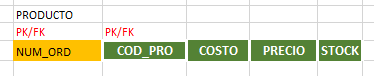 PRODUCTO
PK/FK PK/FK
NUM_ORD COD_PRO COSTO PRECIO STOCK